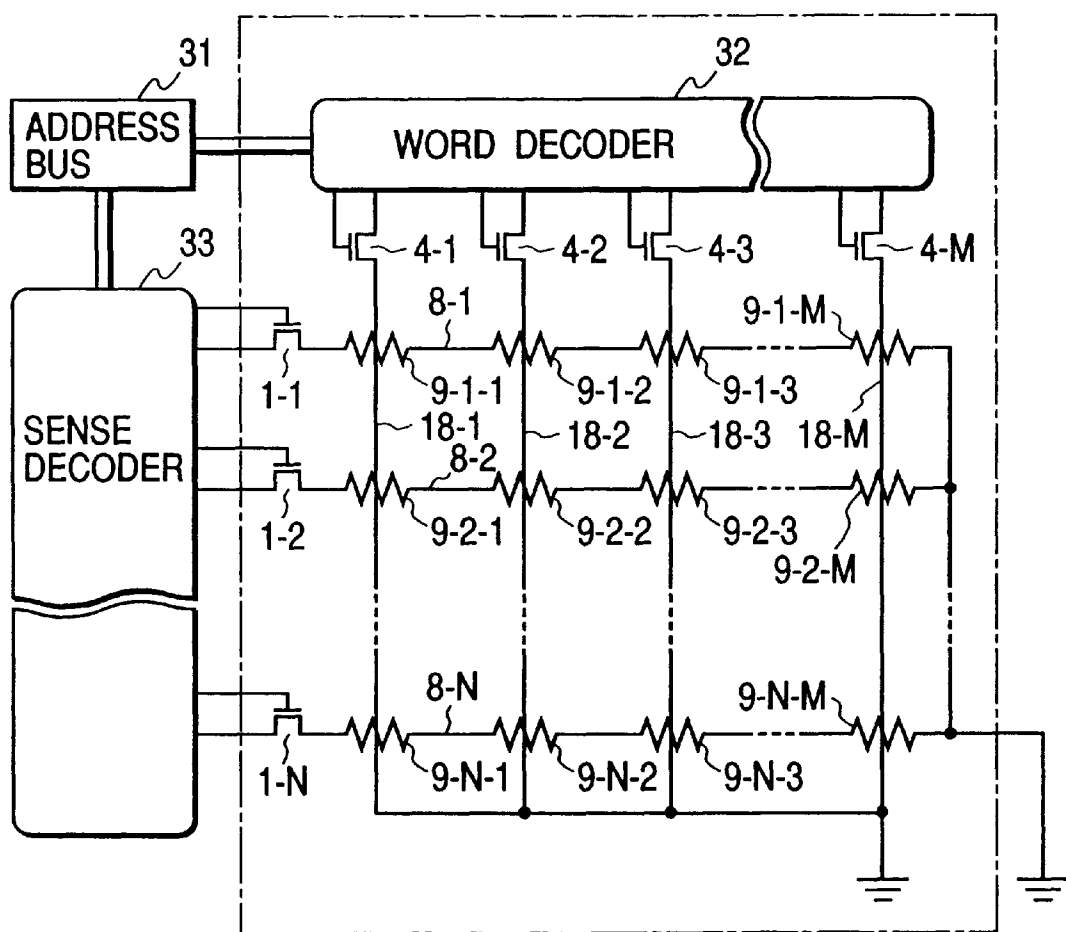 31
32
ADDRESS
BUS
WORD DECODER
33
4-1
4-2
4-3
4-M
8-1
9-1-M
1-1
9-1-1
9-1-2
9-1-3
SENSE
DECODER
18-1
18-2
18-3
18-M
8-2
1-2
9-2-1
9-2-2
9-2-3
9-2-M
8-N
9-N-M
1-N
9-N-1
9-N-2
9-N-3